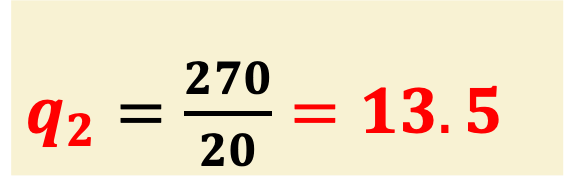 q₂ = 270/20 = 13.5